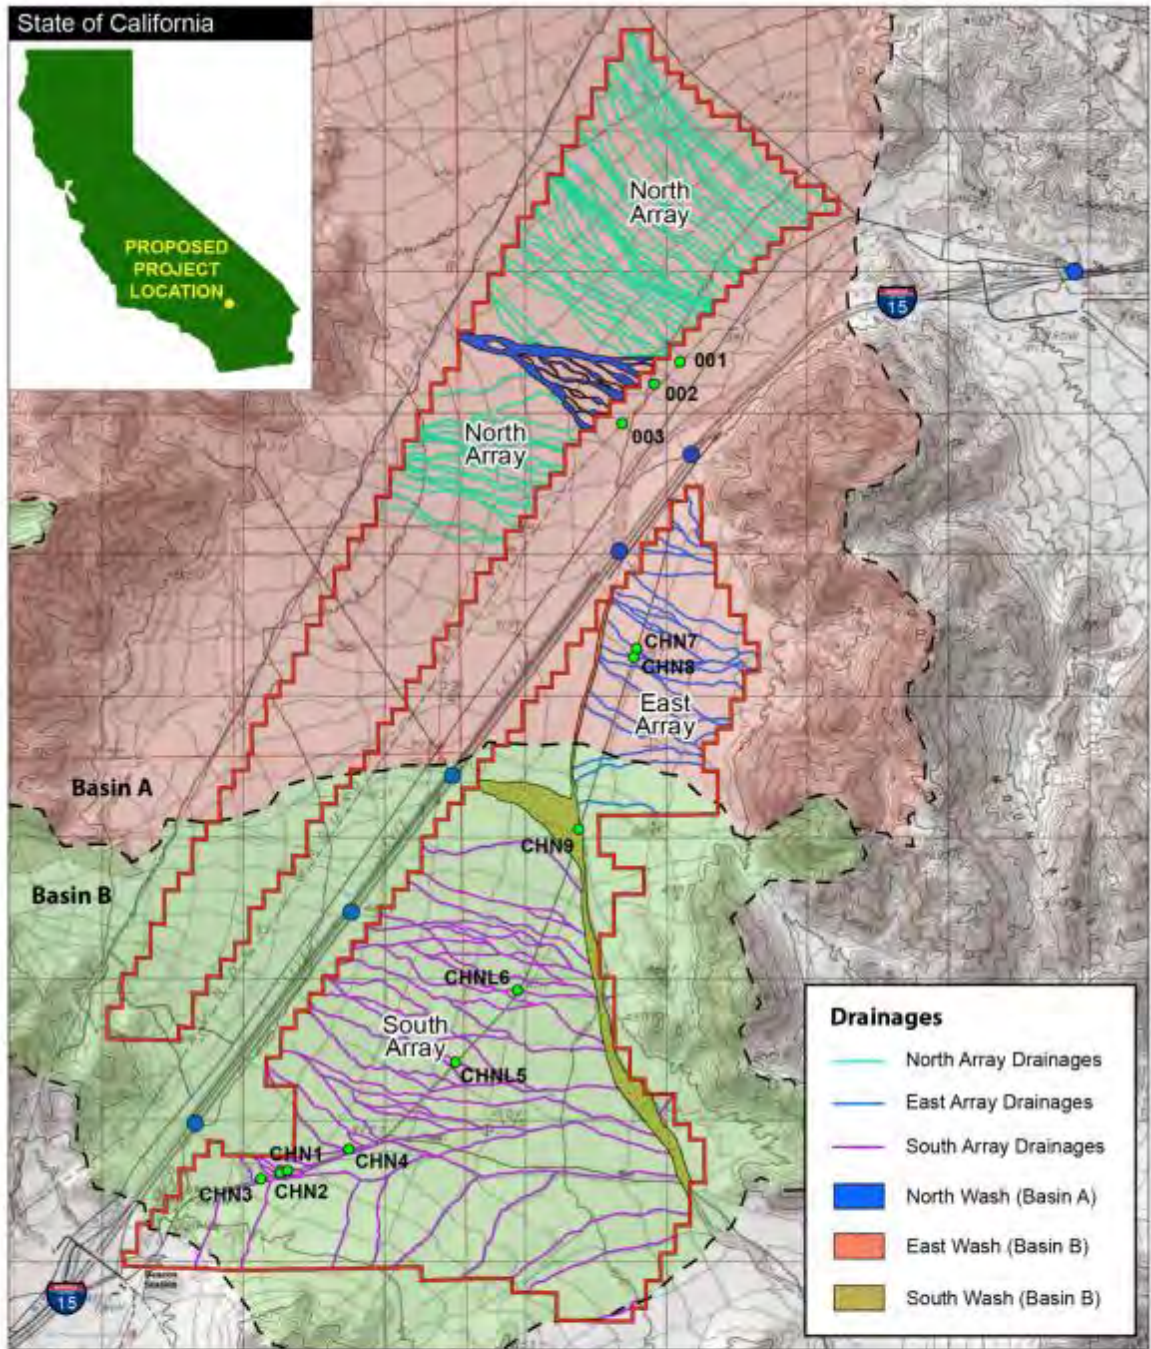 State of California
PROPOSED
PROJECT
LOCATION
North
Array
15
001
002
003
North
Array
CHN7
CHN8
East
Array
Basin A
CHN9
Basin B
CHNL6
South
Array
CHNL5
CHN1
CHN4
CHN3
CHN2
15
Drainages
North Array Drainages
East Array Drainages
South Array Drainages
North Wash (Basin A)
East Wash (Basin B)
South Wash (Basin B)